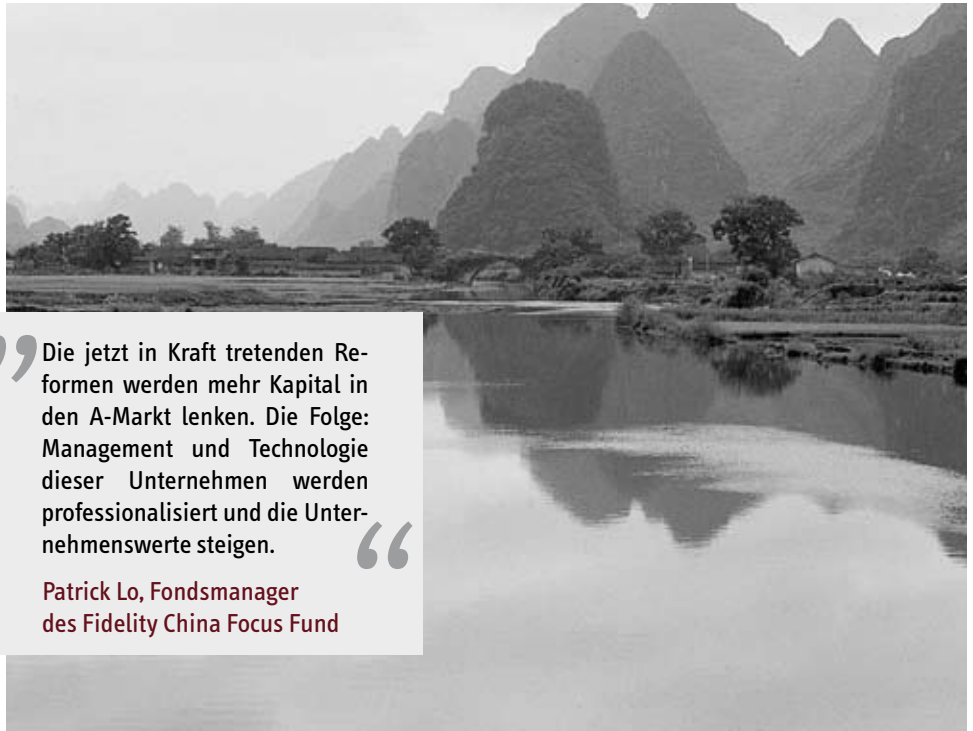 ”
Die jetzt in Kraft tretenden Re-
formen werden mehr Kapital in
den A-Markt lenken. Die Folge:
Management und Technologie
dieser Unternehmen werden
professionalisiert und die Unter-
nehmenswerte steigen.
“
Patrick Lo, Fondsmanager
des Fidelity China Focus Fund